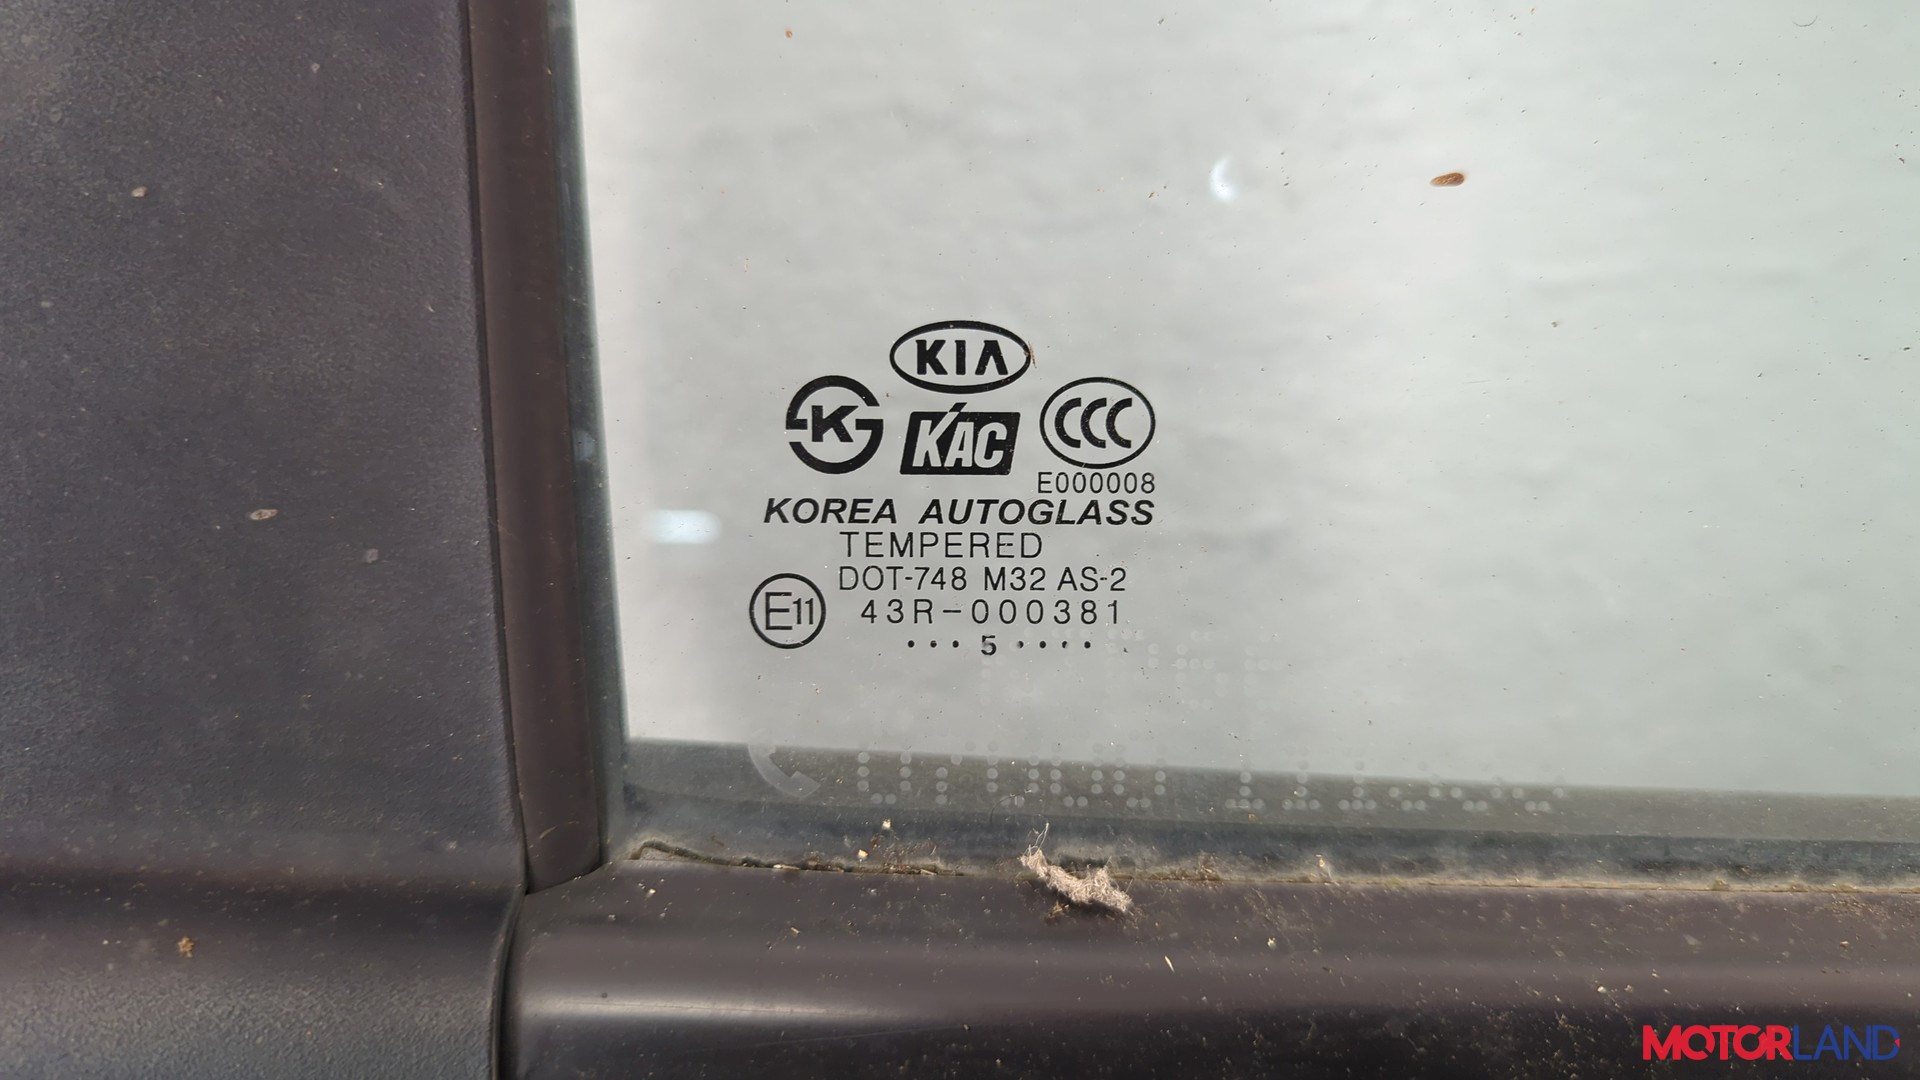 KIA
K
KAC
CCC
E000008
KOREA AUTOGLASS
TEMPERED
DOT-748 M32 AS-2
E11
43R-000381
...5....
MOTORLAND